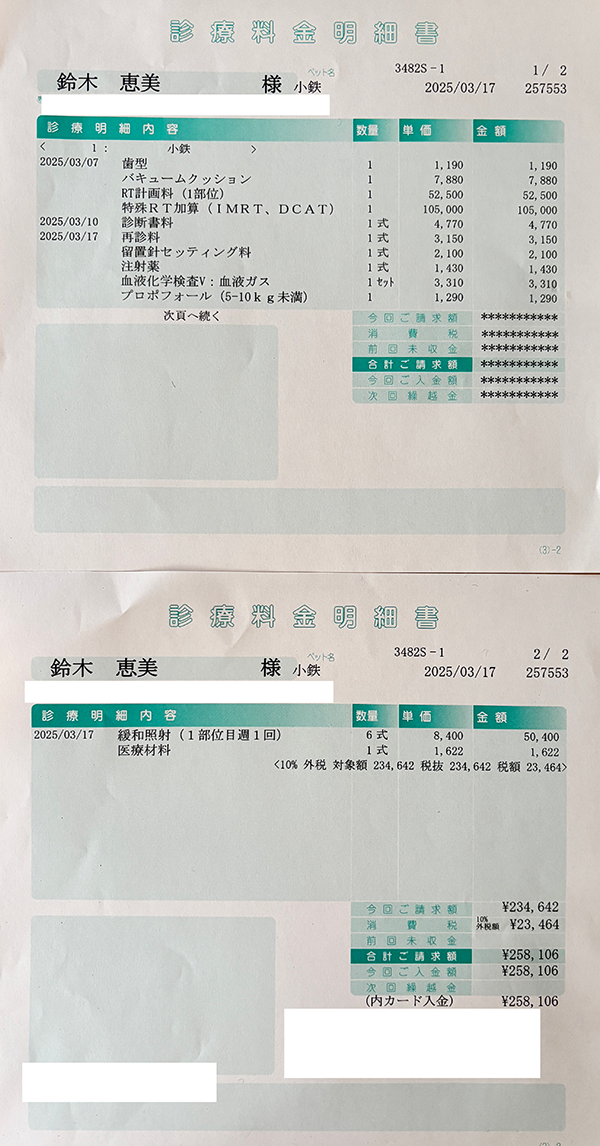 診療料金明細書
3482S-1 1/ 2
ペット名
鈴木 恵美 様 小鉄 2025/03/17 257553
診療明細内容 数量 単価 金額
< 1: 小鉄 >
2025/03/07 歯型 1 1,190 1,190
バキュームクッション 1 7,880 7,880
RT計画料（1部位） 1 52,500 52,500
特殊RT加算（IMRT、DCAT） 1 105,000 105,000
2025/03/10 診断書料 1 式 4,770 4,770
2025/03/17 再診料 1 式 3,150 3,150
留置針セッティング料 1 式 2,100 2,100
注射薬 1 式 1,430 1,430
血液化学検査V：血液ガス 1 ｾｯﾄ 3,310 3,310
プロポフォール（5-10kg未満） 1 1,290 1,290
次頁へ続く
今回ご請求額 ***********
消費税 ***********
前回未収金 ***********
合計ご請求額 ***********
今回ご入金額 ***********
次回繰越金 ***********
(3)-2
診療料金明細書
3482S-1 2/ 2
ペット名
鈴木 恵美 様 小鉄 2025/03/17 257553
診療明細内容 数量 単価 金額
2025/03/17 緩和照射（1部位目週1回） 6 式 8,400 50,400
医療材料 1 式 1,622 1,622
<10% 外税 対象額 234,642 税抜 234,642 税額 23,464>
今回ご請求額 ¥234,642
消費税 10% 外税額 ¥23,464
前回未収金
合計ご請求額 ¥258,106
今回ご入金額 ¥258,106
次回繰越金
(内カード入金) ¥258,106